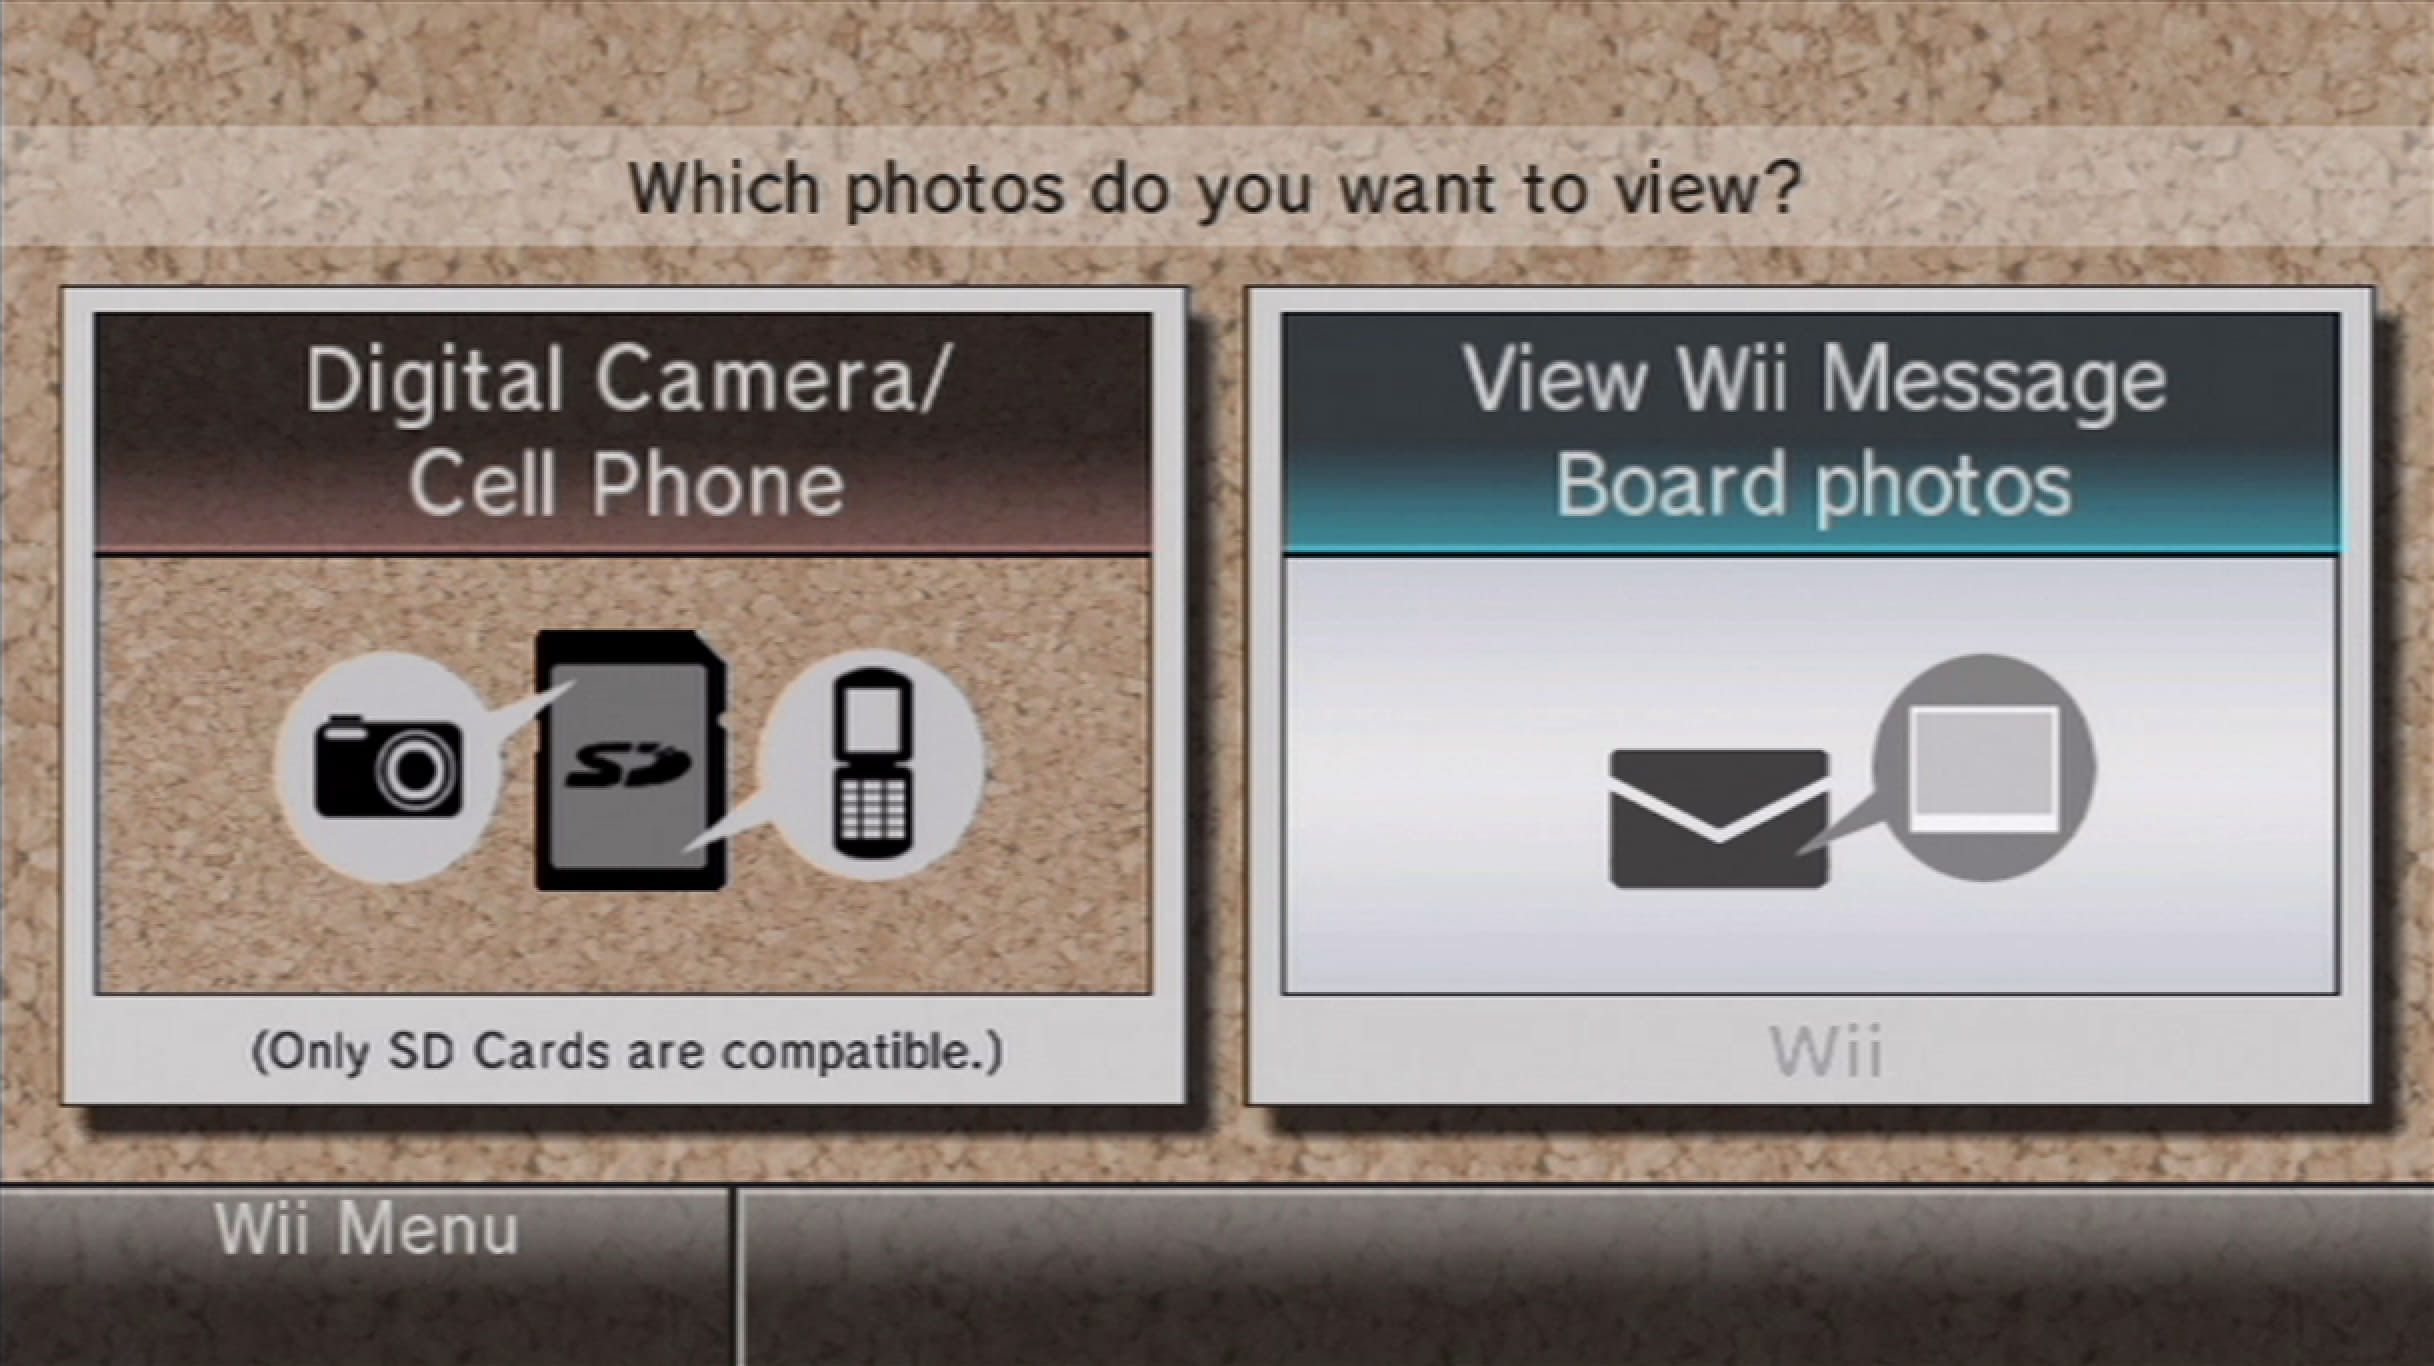 Which photos do you want to view?
Digital Camera/
Cell Phone
SD
(Only SD Cards are compatible.)
View Wii Message
Board photos
Wii
Wii Menu